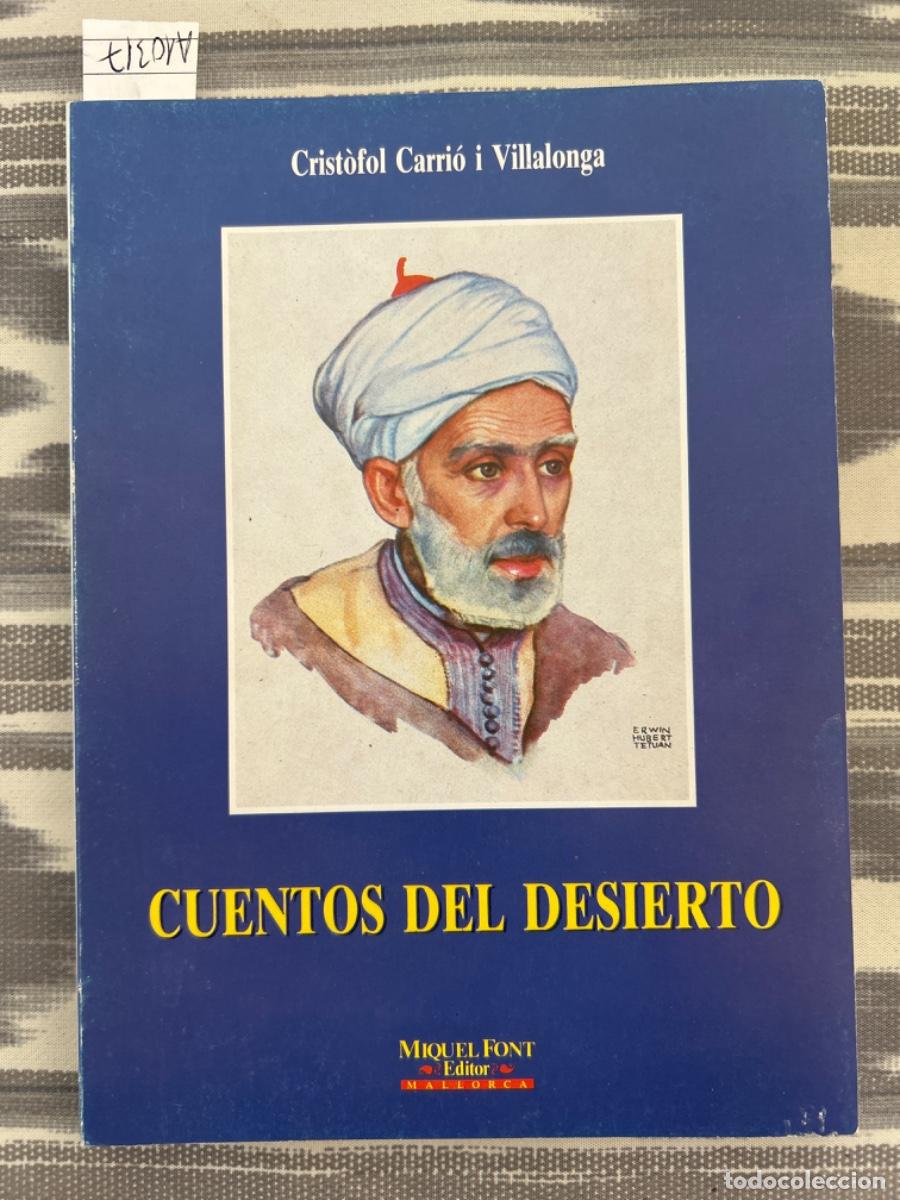 A10317
Cristòfol Carrió i Villalonga
ERWIN
HUBERT
TETUAN
CUENTOS DEL DESIERTO
MIQUEL FONT
Editor
MALLORCA
todocoleccion